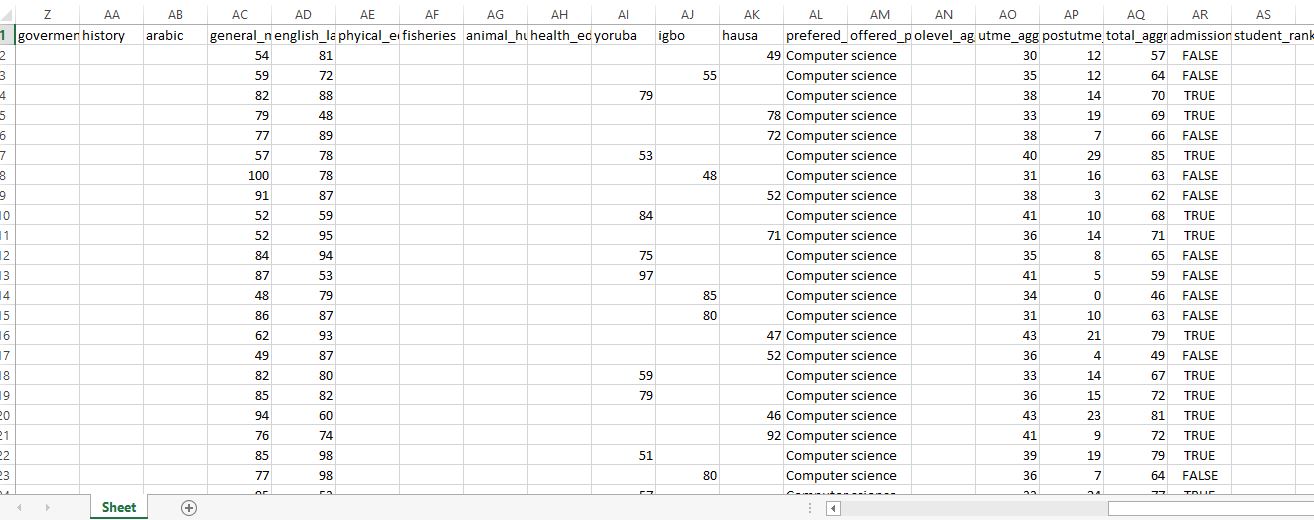 Z AA AB AC AD AE AF AG AH AI AJ AK AL AM AN AO AP AQ AR AS
1 govermen history arabic general_m english_la phyical_e fisheries animal_hu health_ed yoruba igbo hausa prefered_ offered_p olevel_ag utme_agg postutme_ total_aggr admission student_rank
2 54 81 49 Computer science 30 12 57 FALSE
3 59 72 55 Computer science 35 12 64 FALSE
4 82 88 79 Computer science 38 14 70 TRUE
5 79 48 78 Computer science 33 19 69 TRUE
6 77 89 72 Computer science 38 7 66 FALSE
7 57 78 53 Computer science 40 29 85 TRUE
8 100 78 48 Computer science 31 16 63 FALSE
9 91 87 52 Computer science 38 3 62 FALSE
10 52 59 84 Computer science 41 10 68 TRUE
11 52 95 71 Computer science 36 14 71 TRUE
12 84 94 75 Computer science 35 8 65 FALSE
13 87 53 97 Computer science 41 5 59 FALSE
14 48 79 85 Computer science 34 0 46 FALSE
15 86 87 80 Computer science 31 10 63 FALSE
16 62 93 47 Computer science 43 21 79 TRUE
17 49 87 52 Computer science 36 4 49 FALSE
18 82 80 59 Computer science 33 14 67 TRUE
19 85 82 79 Computer science 36 15 72 TRUE
20 94 60 46 Computer science 43 23 81 TRUE
21 76 74 92 Computer science 41 9 72 TRUE
22 85 98 51 Computer science 39 19 79 TRUE
23 77 98 80 Computer science 36 7 64 FALSE
Sheet